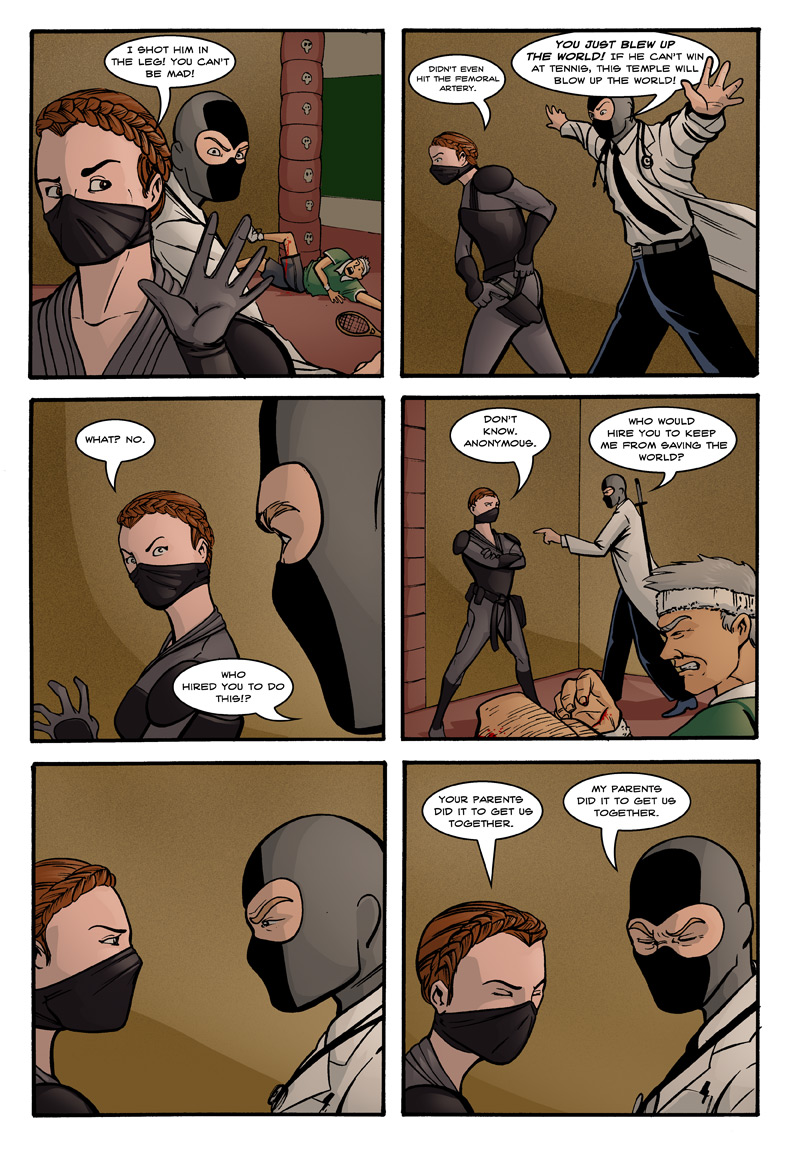 I SHOT HIM IN
THE LEG! YOU CAN'T
BE MAD!
DIDN'T EVEN
HIT THE FEMORAL
ARTERY.
YOU JUST BLEW UP
THE WORLD! IF HE CAN'T WIN
AT TENNIS, THIS TEMPLE WILL
BLOW UP THE WORLD!
WHAT? NO.
WHO
HIRED YOU TO DO
THIS!?
DON'T
KNOW.
ANONYMOUS.
WHO WOULD
HIRE YOU TO KEEP
ME FROM SAVING THE
WORLD?
YOUR PARENTS
DID IT TO GET US
TOGETHER.
MY PARENTS
DID IT TO GET US
TOGETHER.